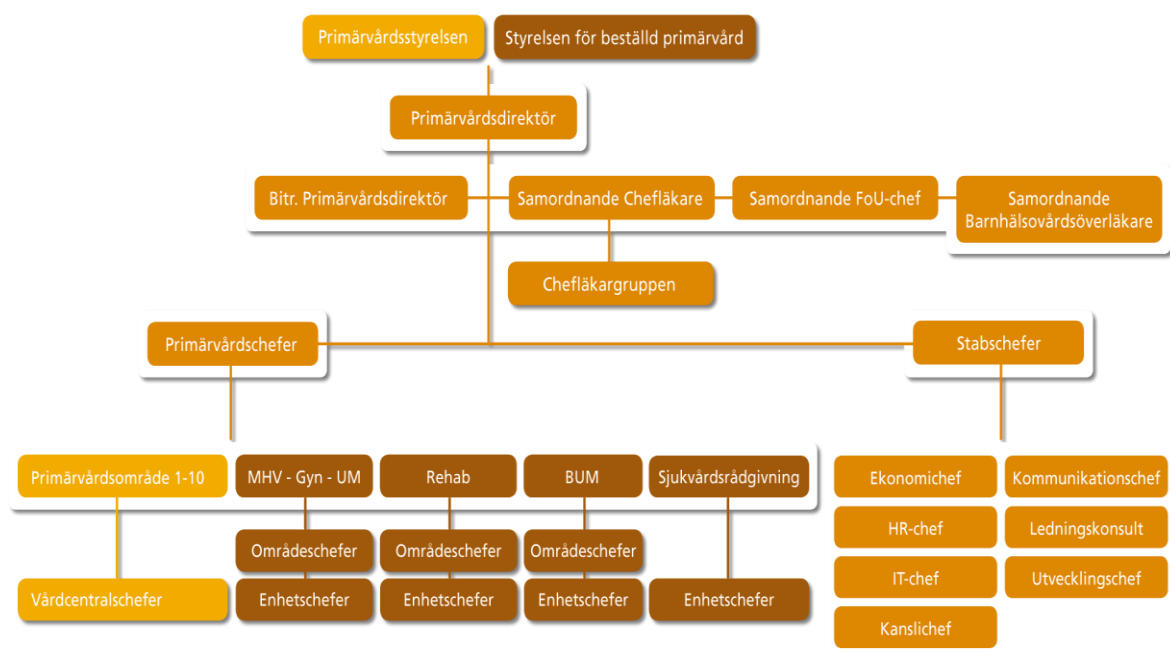 Primärvårdsstyrelsen
Styrelsen för beställd primärvård
Primärvårdsdirektör
Bitr. Primärvårdsdirektör
Samordnande Chefläkare
Samordnande FoU-chef
Samordnande
Barnhälsovårdsöverläkare
Chefläkargruppen
Primärvårdschefer
Stabschefer
Primärvårdsområde 1-10
MHV - Gyn - UM
Rehab
BUM
Sjukvårdsrådgivning
Ekonomichef
Kommunikationschef
HR-chef
Ledningskonsult
Områdeschefer
Områdeschefer
Områdeschefer
IT-chef
Utvecklingschef
Vårdcentralschefer
Enhetschefer
Enhetschefer
Enhetschefer
Enhetschefer
Kanslichef